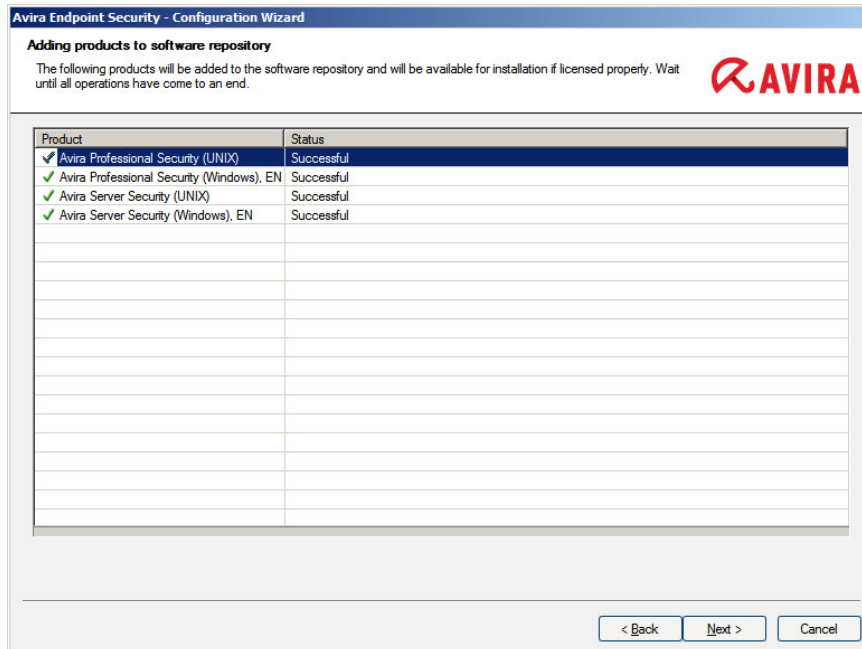 Avira Endpoint Security - Configuration Wizard
Adding products to software repository
The following products will be added to the software repository and will be available for installation if licensed properly. Wait
until all operations have come to an end.
AVIRA
Product Status
Avira Professional Security (UNIX) Successful
Avira Professional Security (Windows), EN Successful
Avira Server Security (UNIX) Successful
Avira Server Security (Windows), EN Successful
< Back Next > Cancel